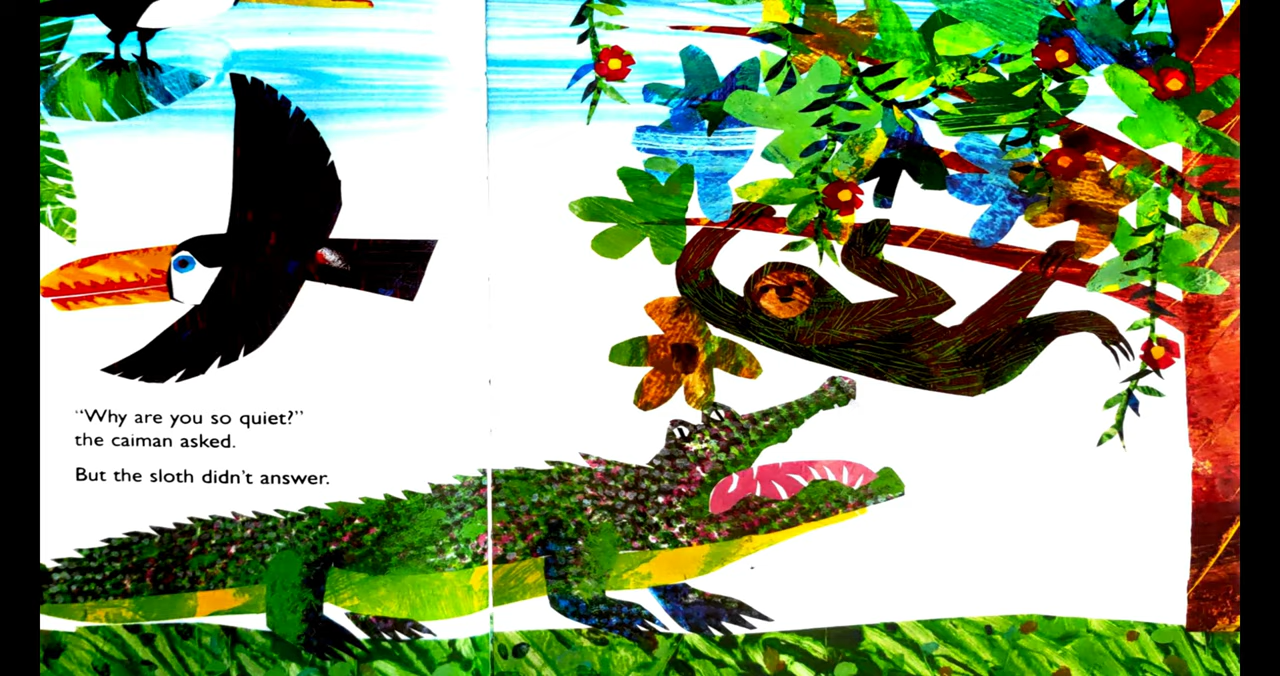 “Why are you so quiet?”
the caiman asked.
But the sloth didn’t answer.